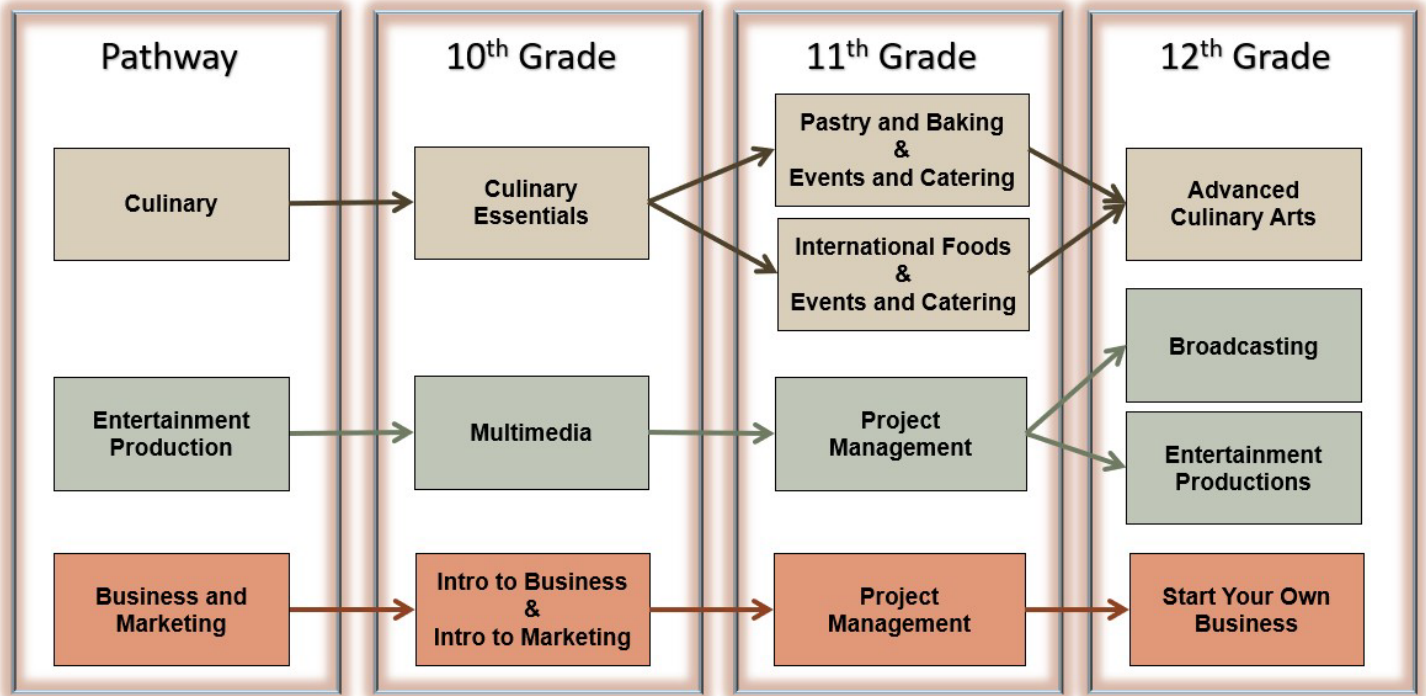 Pathway
10th Grade
11th Grade
12th Grade
Culinary
Culinary
Essentials
Pastry and Baking
&
Events and Catering
International Foods
&
Events and Catering
Advanced
Culinary Arts
Entertainment
Production
Multimedia
Project
Management
Broadcasting
Entertainment
Productions
Business and
Marketing
Intro to Business
&
Intro to Marketing
Project
Management
Start Your Own
Business